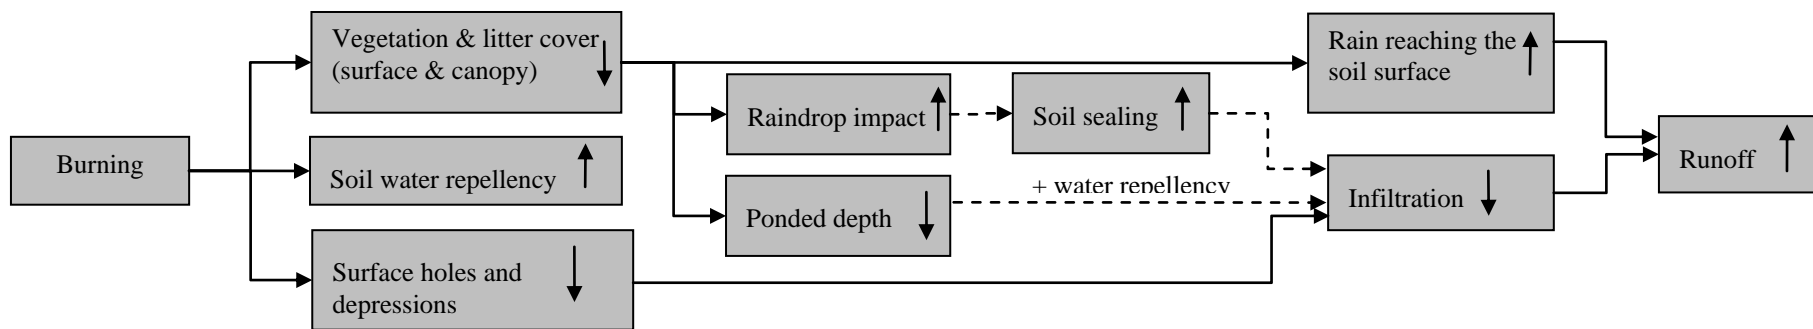 Burning
Vegetation & litter cover
(surface & canopy)
Soil water repellency
Surface holes and
depressions
Raindrop impact
Ponded depth
Soil sealing
+ water repellency
Rain reaching the
soil surface
Infiltration
Runoff